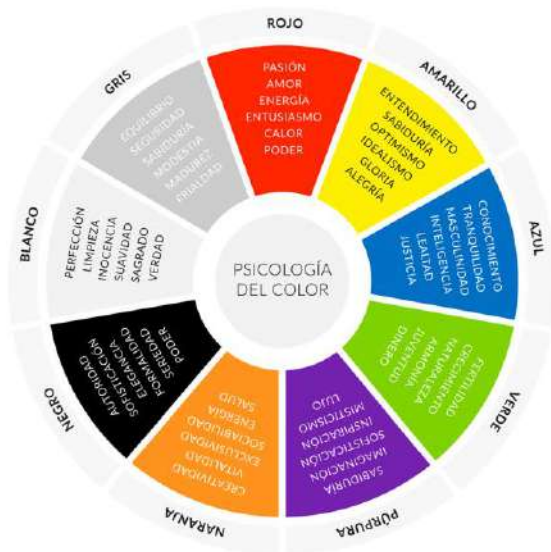 ROJO
PASIÓN
AMOR
ENERGÍA
ENTUSIASMO
CALOR
PODER
AMARILLO
ENTENDIMIENTO
SABIDURÍA
OPTIMISMO
IDEALISMO
GLORIA
ALEGRÍA
AZUL
CONOCIMIENTO
TRANQUILIDAD
MASCULINIDAD
INTELIGENCIA
LEALTAD
JUSTICIA
VERDE
FERTILIDAD
CRECIMIENTO
NATURALEZA
ARMONÍA
JUVENTUD
DINERO
PÚRPURA
SABIDURÍA
IMAGINACIÓN
SOFISTICACIÓN
INSPIRACIÓN
MISTICISMO
LUJO
NARANJA
CREATIVIDAD
VITALIDAD
EXCLUSIVIDAD
SOCIABILIDAD
ENERGÍA
SALUD
NEGRO
AUTORIDAD
SOFISTICACIÓN
ELEGANCIA
FORMALIDAD
SERIEDAD
PODER
BLANCO
PERFECCIÓN
LIMPIEZA
INOCENCIA
SUAVIDAD
SAGRADO
VERDAD
GRIS
EQUILIBRIO
SEGURIDAD
SABIDURÍA
MODESTIA
MADUREZ
FRIALDAD
PSICOLOGÍA
DEL COLOR